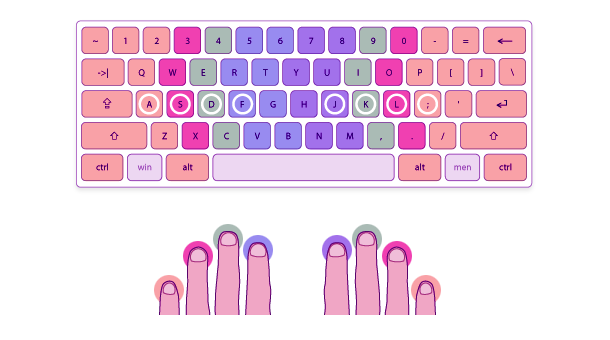 ~ 1 2 3 4 5 6 7 8 9 0 - = ←
->| Q W E R T Y U I O P [ ] \
⇪ A S D F G H J K L ; ' ↵
⇧ Z X C V B N M , . / ⇧
ctrl win alt alt men ctrl